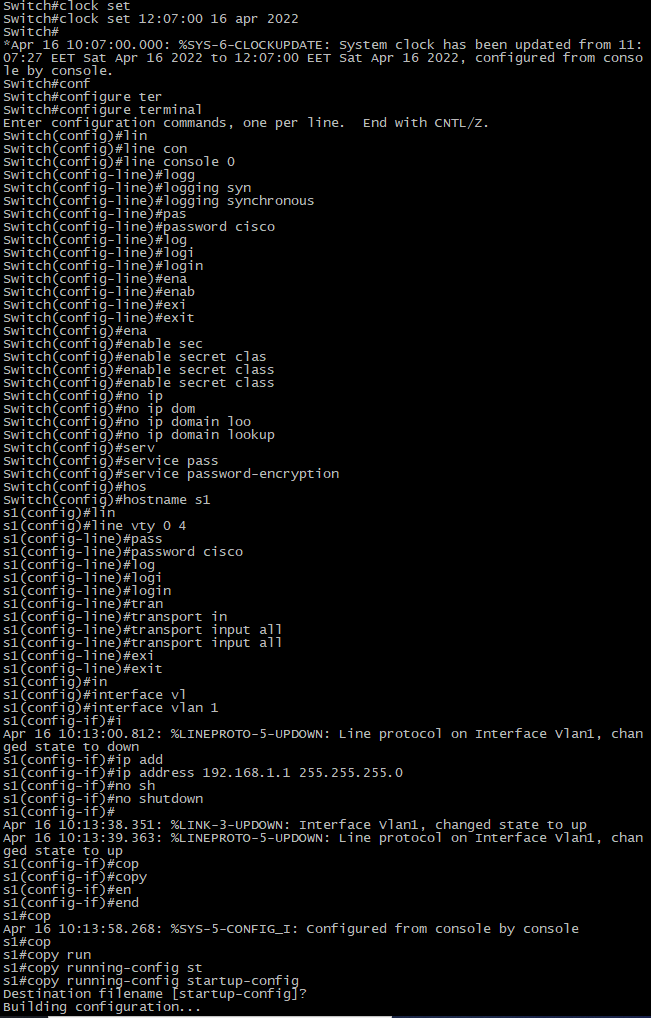 Switch#clock set
Switch#clock set 12:07:00 16 apr 2022
Switch#
*Apr 16 10:07:00.000: %SYS-6-CLOCKUPDATE: System clock has been updated from 11:
07:27 EET Sat Apr 16 2022 to 12:07:00 EET Sat Apr 16 2022, configured from conso
le by console.
Switch#conf
Switch#configure ter
Switch#configure terminal
Enter configuration commands, one per line.  End with CNTL/Z.
Switch(config)#lin
Switch(config)#line con
Switch(config)#line console 0
Switch(config-line)#logg
Switch(config-line)#logging syn
Switch(config-line)#logging synchronous
Switch(config-line)#pas
Switch(config-line)#password cisco
Switch(config-line)#log
Switch(config-line)#logi
Switch(config-line)#login
Switch(config-line)#ena
Switch(config-line)#enab
Switch(config-line)#exi
Switch(config-line)#exit
Switch(config)#ena
Switch(config)#enable sec
Switch(config)#enable secret clas
Switch(config)#enable secret class
Switch(config)#enable secret class
Switch(config)#no ip
Switch(config)#no ip dom
Switch(config)#no ip domain loo
Switch(config)#no ip domain lookup
Switch(config)#serv
Switch(config)#service pass
Switch(config)#service password-encryption
Switch(config)#hos
Switch(config)#hostname s1
s1(config)#lin
s1(config)#line vty 0 4
s1(config-line)#pass
s1(config-line)#password cisco
s1(config-line)#log
s1(config-line)#logi
s1(config-line)#login
s1(config-line)#tran
s1(config-line)#transport in
s1(config-line)#transport input all
s1(config-line)#transport input all
s1(config-line)#exi
s1(config-line)#exit
s1(config)#in
s1(config)#interface vl
s1(config)#interface vlan 1
s1(config-if)#i
Apr 16 10:13:00.812: %LINEPROTO-5-UPDOWN: Line protocol on Interface Vlan1, chan
ged state to down
s1(config-if)#ip add
s1(config-if)#ip address 192.168.1.1 255.255.255.0
s1(config-if)#no sh
s1(config-if)#no shutdown
s1(config-if)#
Apr 16 10:13:38.351: %LINK-3-UPDOWN: Interface Vlan1, changed state to up
Apr 16 10:13:39.363: %LINEPROTO-5-UPDOWN: Line protocol on Interface Vlan1, chan
ged state to up
s1(config-if)#cop
s1(config-if)#copy
s1(config-if)#en
s1(config-if)#end
s1#cop
Apr 16 10:13:58.268: %SYS-5-CONFIG_I: Configured from console by console
s1#cop
s1#copy run
s1#copy running-config st
s1#copy running-config startup-config
Destination filename [startup-config]?
Building configuration...